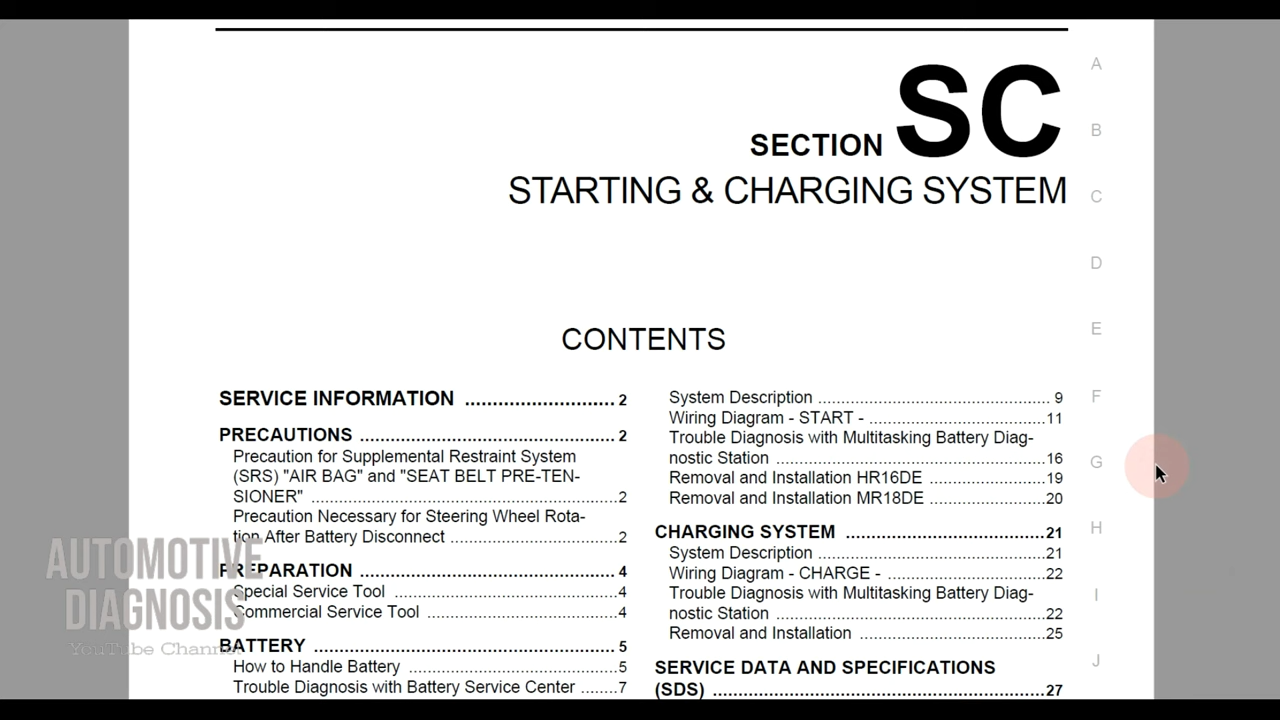 SECTION SC
STARTING & CHARGING SYSTEM
A
B
C
D
E
F
G
H
I
J
CONTENTS
SERVICE INFORMATION ........................... 2
PRECAUTIONS ................................................... 2
Precaution for Supplemental Restraint System
(SRS) "AIR BAG" and "SEAT BELT PRE-TEN-
SIONER" .................................................................2
Precaution Necessary for Steering Wheel Rota-
tion After Battery Disconnect ...................................2
PREPARATION ................................................... 4
Special Service Tool ................................................4
Commercial Service Tool .........................................4
BATTERY ............................................................ 5
How to Handle Battery .............................................5
Trouble Diagnosis with Battery Service Center ........7
System Description .................................................. 9
Wiring Diagram - START - ......................................11
Trouble Diagnosis with Multitasking Battery Diag-
nostic Station ..........................................................16
Removal and Installation HR16DE .........................19
Removal and Installation MR18DE .........................20
CHARGING SYSTEM ........................................21
System Description .................................................21
Wiring Diagram - CHARGE - ..................................22
Trouble Diagnosis with Multitasking Battery Diag-
nostic Station ..........................................................22
Removal and Installation ........................................25
SERVICE DATA AND SPECIFICATIONS
(SDS) .................................................................27
AUTOMOTIVE
DIAGNOSIS
YouTube Channel